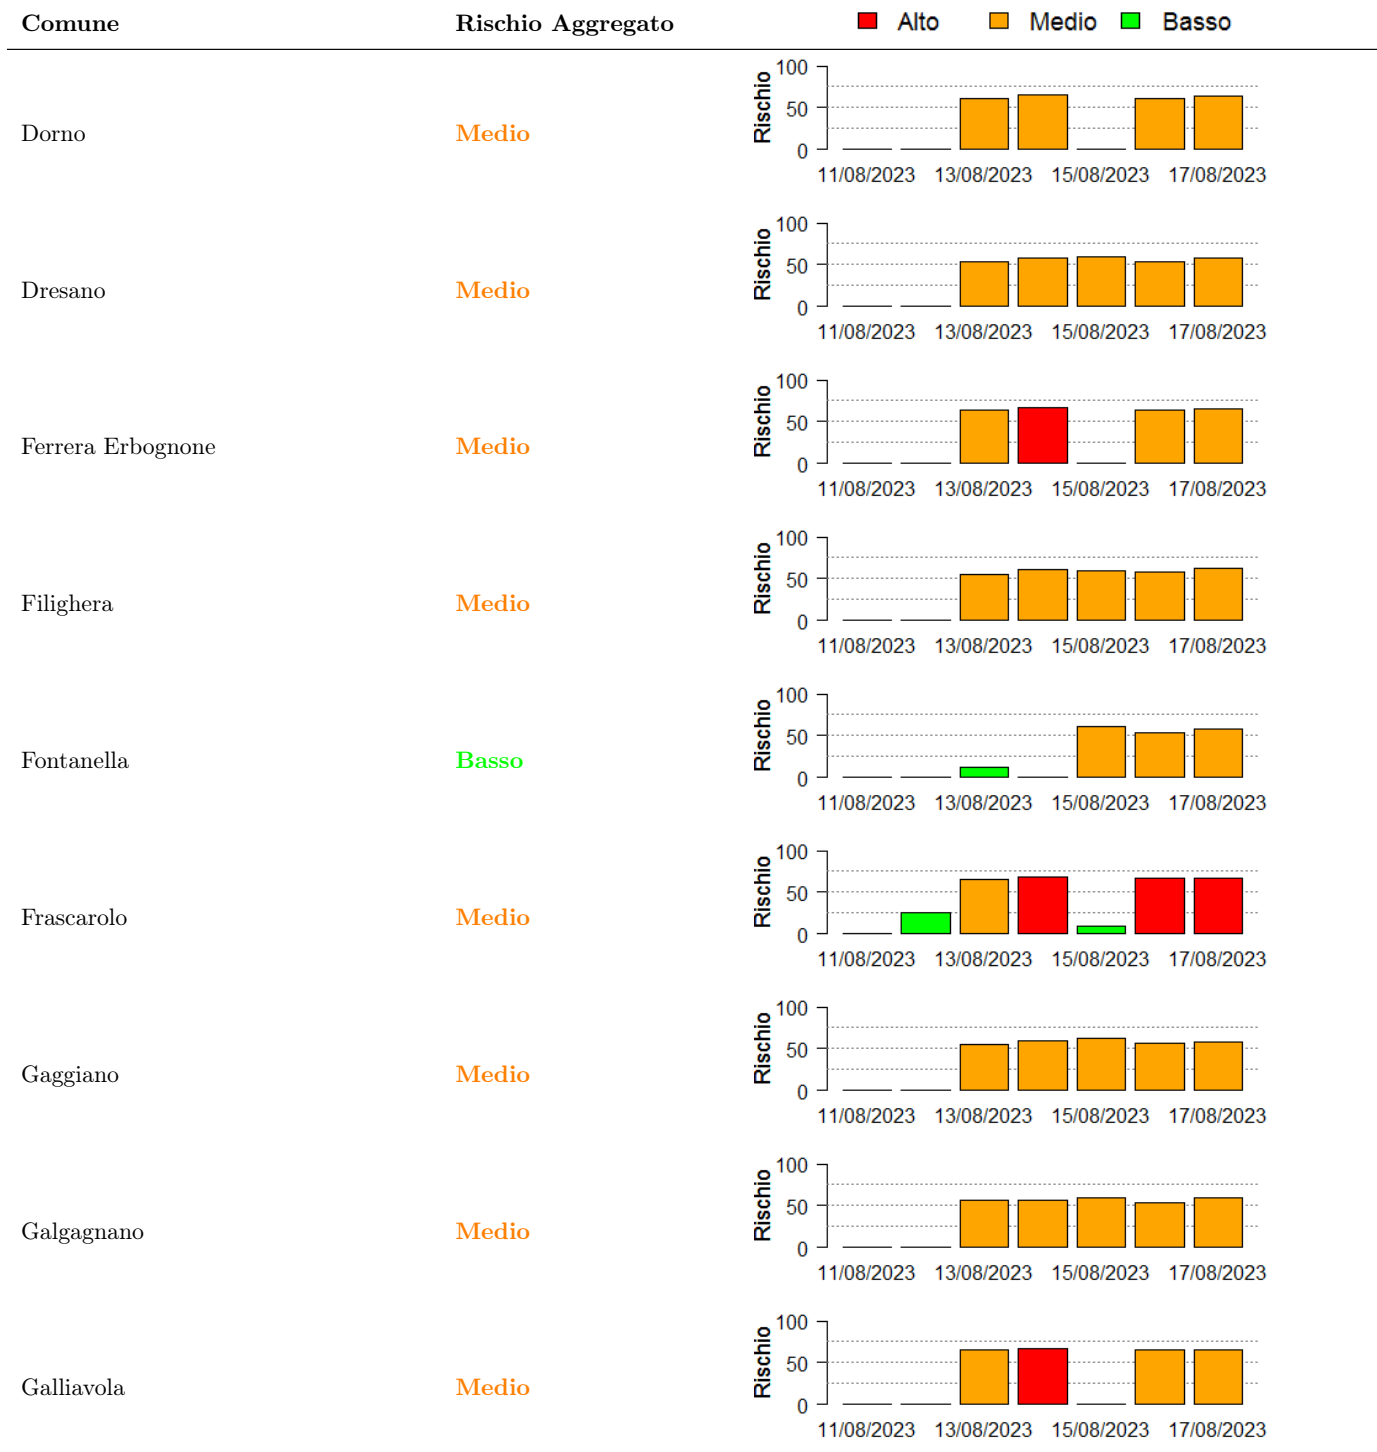 Comune Rischio Aggregato Alto Medio Basso
Dorno Medio
Rischio
100
50
0
11/08/2023 13/08/2023 15/08/2023 17/08/2023
Dresano Medio
Rischio
100
50
0
11/08/2023 13/08/2023 15/08/2023 17/08/2023
Ferrera Erbognone Medio
Rischio
100
50
0
11/08/2023 13/08/2023 15/08/2023 17/08/2023
Filighera Medio
Rischio
100
50
0
11/08/2023 13/08/2023 15/08/2023 17/08/2023
Fontanella Basso
Rischio
100
50
0
11/08/2023 13/08/2023 15/08/2023 17/08/2023
Frascarolo Medio
Rischio
100
50
0
11/08/2023 13/08/2023 15/08/2023 17/08/2023
Gaggiano Medio
Rischio
100
50
0
11/08/2023 13/08/2023 15/08/2023 17/08/2023
Galgagnano Medio
Rischio
100
50
0
11/08/2023 13/08/2023 15/08/2023 17/08/2023
Galliavola Medio
Rischio
100
50
0
11/08/2023 13/08/2023 15/08/2023 17/08/2023